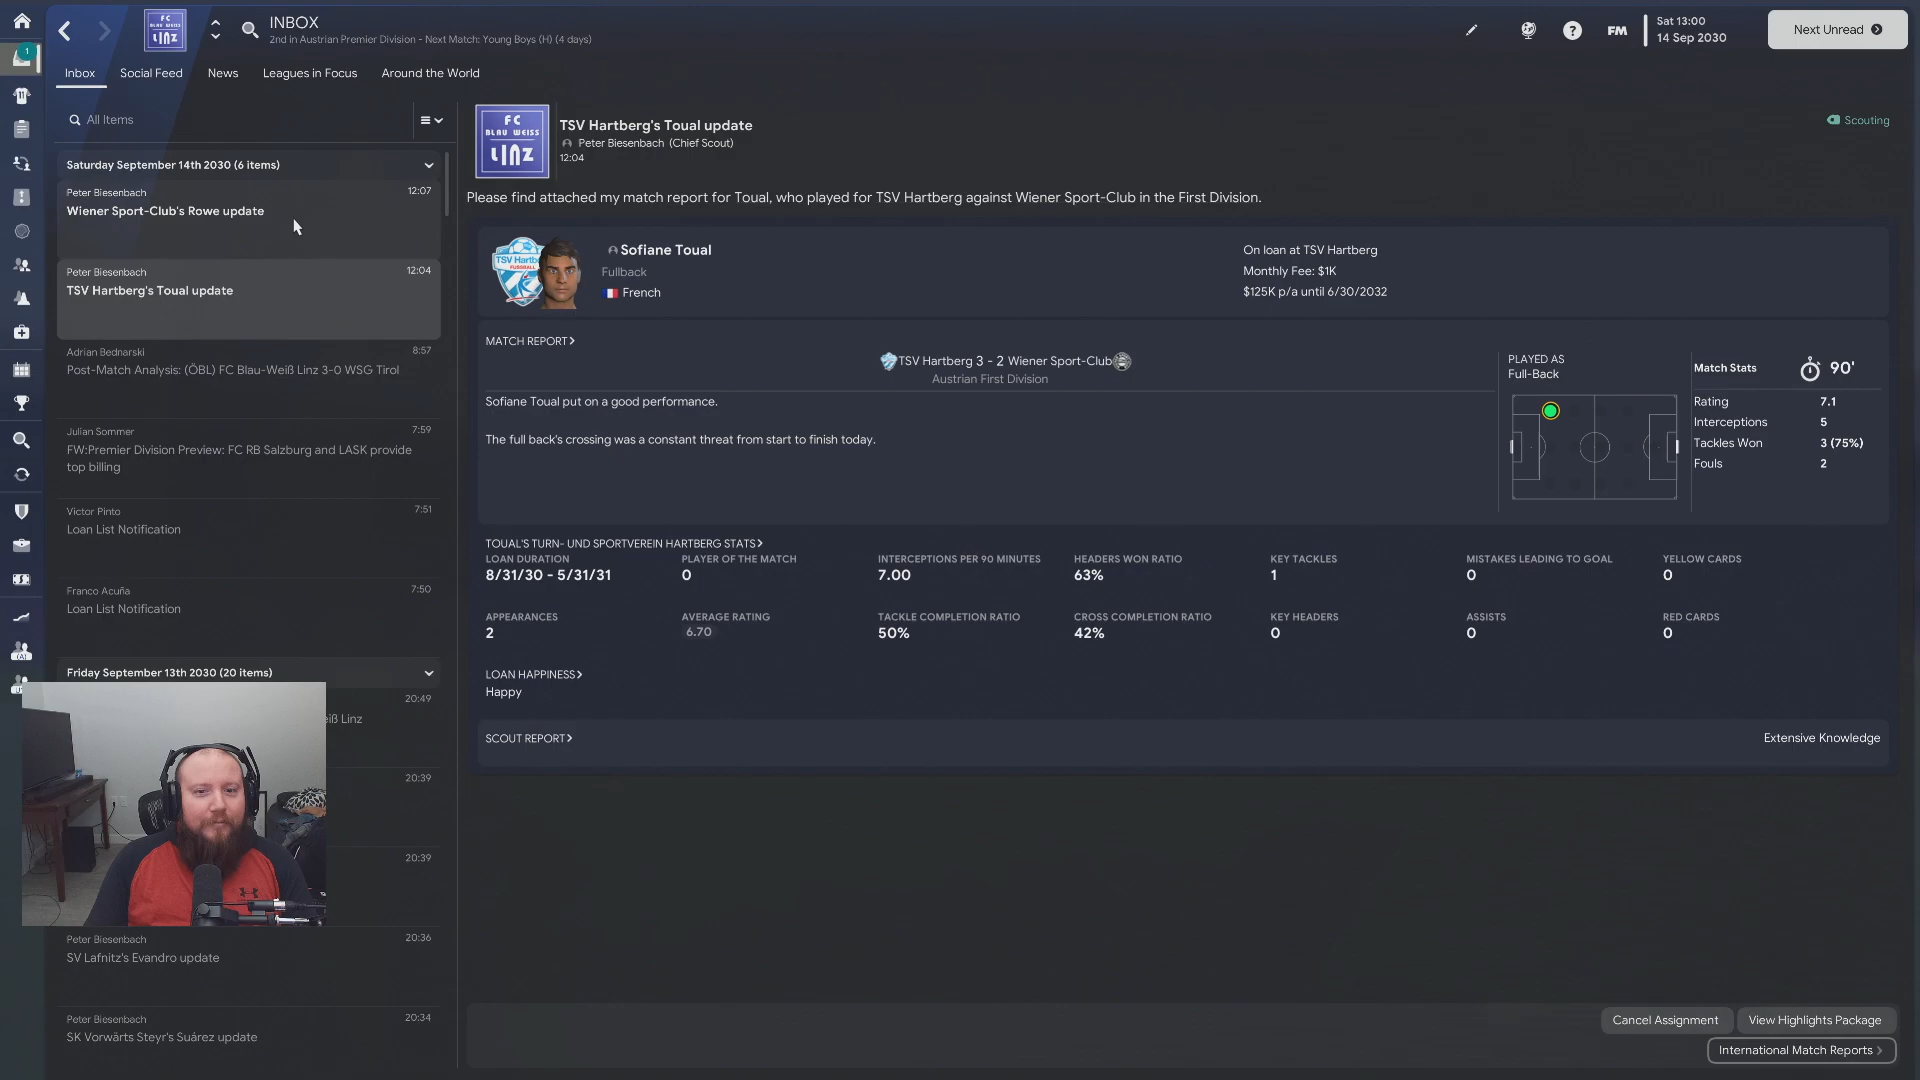 FC
BLAU WEISS
LINZ
INBOX
2nd in Austrian Premier Division - Next Match: Young Boys (H) (4 days)
FM
Sat 13:00
14 Sep 2030
Next Unread
1
Inbox
Social Feed
News
Leagues in Focus
Around the World
All Items
Saturday September 14th 2030 (6 items)
Peter Biesenbach
12:07
Wiener Sport-Club's Rowe update
Peter Biesenbach
12:04
TSV Hartberg's Toual update
Adrian Bednarski
8:57
Post-Match Analysis: (ÖBL) FC Blau-Weiß Linz 3-0 WSG Tirol
Julian Sommer
7:59
FW:Premier Division Preview: FC RB Salzburg and LASK provide
top billing
Victor Pinto
7:51
Loan List Notification
Franco Acuña
7:50
Loan List Notification
Friday September 13th 2030 (20 items)
20:49
eiß Linz
20:39
20:39
Peter Biesenbach
20:36
SV Lafnitz's Evandro update
Peter Biesenbach
20:34
SK Vorwärts Steyr's Suárez update
FC
BLAU WEISS
LINZ
TSV Hartberg's Toual update
Peter Biesenbach (Chief Scout)
12:04
Scouting
Please find attached my match report for Toual, who played for TSV Hartberg against Wiener Sport-Club in the First Division.
Sofiane Toual
Fullback
French
On loan at TSV Hartberg
Monthly Fee: $1K
$125K p/a until 6/30/2032
MATCH REPORT
TSV Hartberg 3 - 2 Wiener Sport-Club
Austrian First Division
Sofiane Toual put on a good performance.
The full back's crossing was a constant threat from start to finish today.
PLAYED AS
Full-Back
Match Stats
90'
Rating
7.1
Interceptions
5
Tackles Won
3 (75%)
Fouls
2
TOUAL'S TURN- UND SPORTVEREIN HARTBERG STATS
LOAN DURATION
8/31/30 - 5/31/31
PLAYER OF THE MATCH
0
INTERCEPTIONS PER 90 MINUTES
7.00
HEADERS WON RATIO
63%
KEY TACKLES
1
MISTAKES LEADING TO GOAL
0
YELLOW CARDS
0
APPEARANCES
2
AVERAGE RATING
6.70
TACKLE COMPLETION RATIO
50%
CROSS COMPLETION RATIO
42%
KEY HEADERS
0
ASSISTS
0
RED CARDS
0
LOAN HAPPINESS
Happy
SCOUT REPORT
Extensive Knowledge
Cancel Assignment
View Highlights Package
International Match Reports